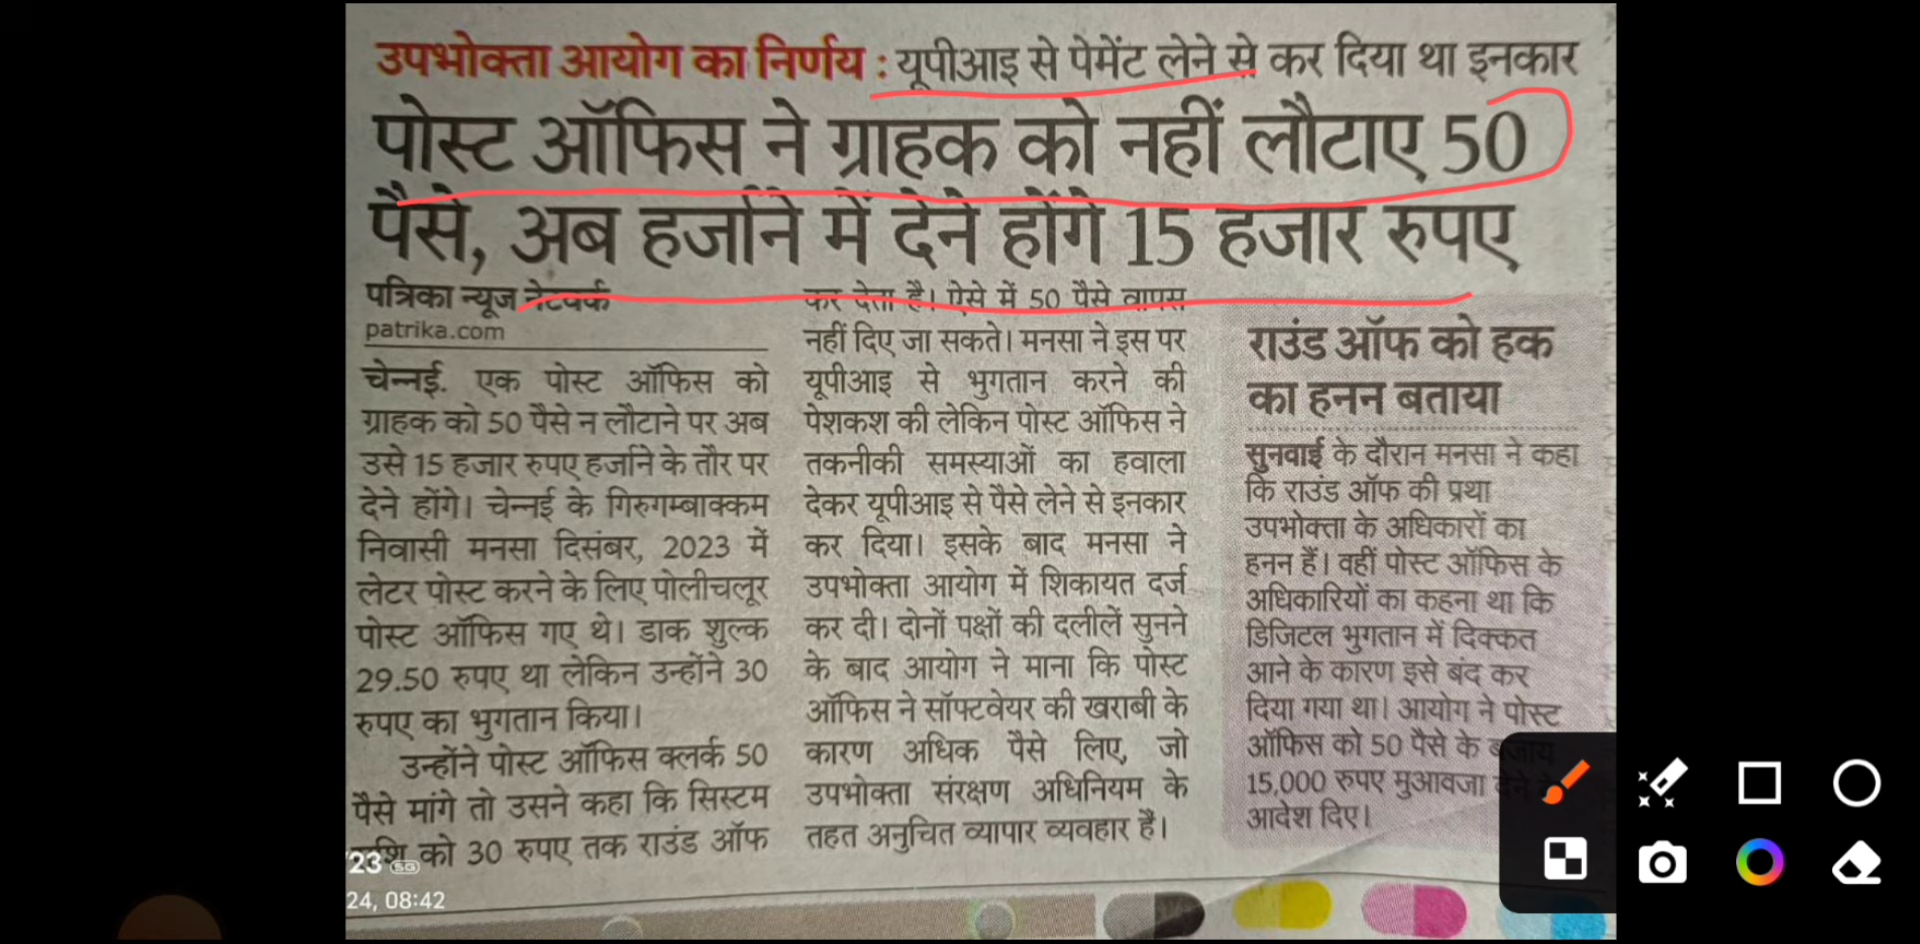 उपभोक्ता आयोग का निर्णय : यूपीआइ से पेमेंट लेने से कर दिया था इनकार
पोस्ट ऑफिस ने ग्राहक को नहीं लौटाए 50
पैसे, अब हर्जाने में देने होंगे 15 हजार रुपए
पत्रिका न्यूज नेटवर्क
patrika.com
चेन्नई. एक पोस्ट ऑफिस को
ग्राहक को 50 पैसे न लौटाने पर अब
उसे 15 हजार रुपए हर्जाने के तौर पर
देने होंगे। चेन्नई के गिरुगम्बाक्कम
निवासी मनसा दिसंबर, 2023 में
लेटर पोस्ट करने के लिए पोलीचलूर
पोस्ट ऑफिस गए थे। डाक शुल्क
29.50 रुपए था लेकिन उन्होंने 30
रुपए का भुगतान किया।
उन्होंने पोस्ट ऑफिस क्लर्क 50
पैसे मांगे तो उसने कहा कि सिस्टम
को 30 रुपए तक राउंड ऑफ
कर देता है। ऐसे में 50 पैसे वापस
नहीं दिए जा सकते। मनसा ने इस पर
यूपीआइ से भुगतान करने की
पेशकश की लेकिन पोस्ट ऑफिस ने
तकनीकी समस्याओं का हवाला
देकर यूपीआइ से पैसे लेने से इनकार
कर दिया। इसके बाद मनसा ने
उपभोक्ता आयोग में शिकायत दर्ज
कर दी। दोनों पक्षों की दलीलें सुनने
के बाद आयोग ने माना कि पोस्ट
ऑफिस ने सॉफ्टवेयर की खराबी के
कारण अधिक पैसे लिए, जो
उपभोक्ता संरक्षण अधिनियम के
तहत अनुचित व्यापार व्यवहार है।
राउंड ऑफ को हक
का हनन बताया
सुनवाई के दौरान मनसा ने कहा
कि राउंड ऑफ की प्रथा
उपभोक्ता के अधिकारों का
हनन हैं। वहीं पोस्ट ऑफिस के
अधिकारियों का कहना था कि
डिजिटल भुगतान में दिक्कत
आने के कारण इसे बंद कर
दिया गया था। आयोग ने पोस्ट
ऑफिस को 50 पैसे के बजाय
15,000 रुपए मुआवजा देने के
आदेश दिए।
23 5G
24, 08:42